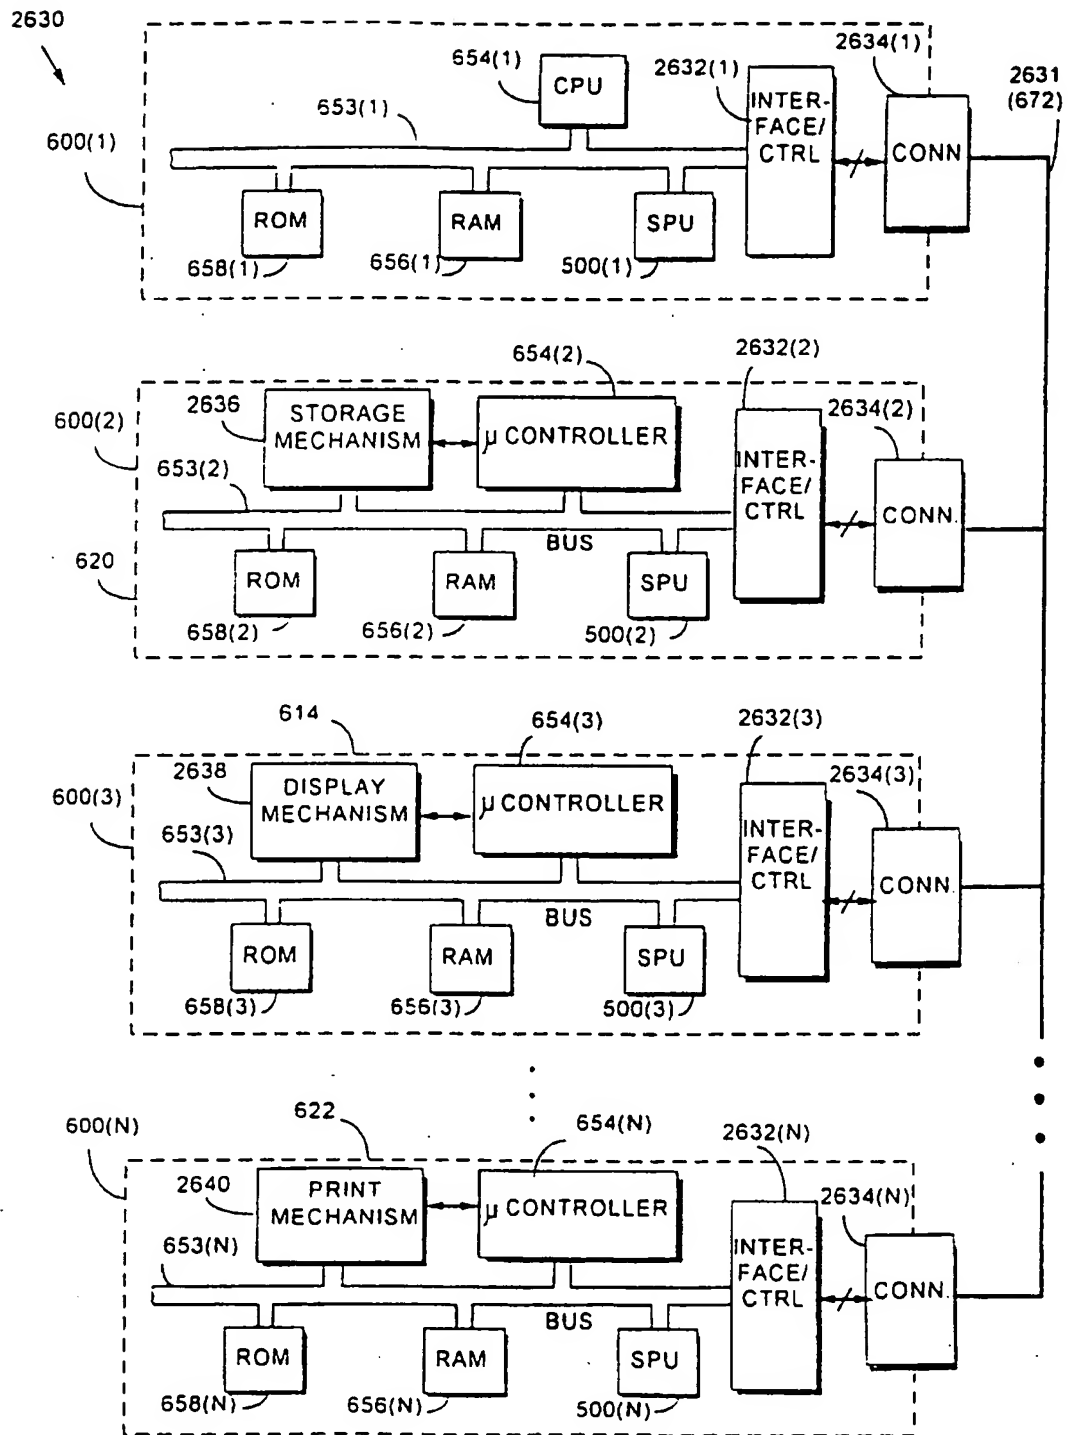 2630
654(1)
2632(1)
2634(1)
2631
(672)
CPU
INTER-
FACE/
CTRL
653(1)
600(1)
CONN
ROM
RAM
SPU
658(1)
656(1)
500(1)
654(2)
2632(2)
2634(2)
600(2)
2636
STORAGE
MECHANISM
μ CONTROLLER
INTER-
FACE/
CTRL
653(2)
CONN.
BUS
620
ROM
RAM
SPU
658(2)
656(2)
500(2)
614
654(3)
2632(3)
2634(3)
600(3)
2638
DISPLAY
MECHANISM
μ CONTROLLER
INTER-
FACE/
CTRL
653(3)
CONN.
BUS
ROM
RAM
SPU
658(3)
656(3)
500(3)
622
654(N)
2632(N)
600(N)
2640
PRINT
MECHANISM
μ CONTROLLER
2634(N)
INTER-
FACE/
CTRL
653(N)
CONN.
BUS
ROM
RAM
SPU
658(N)
656(N)
500(N)